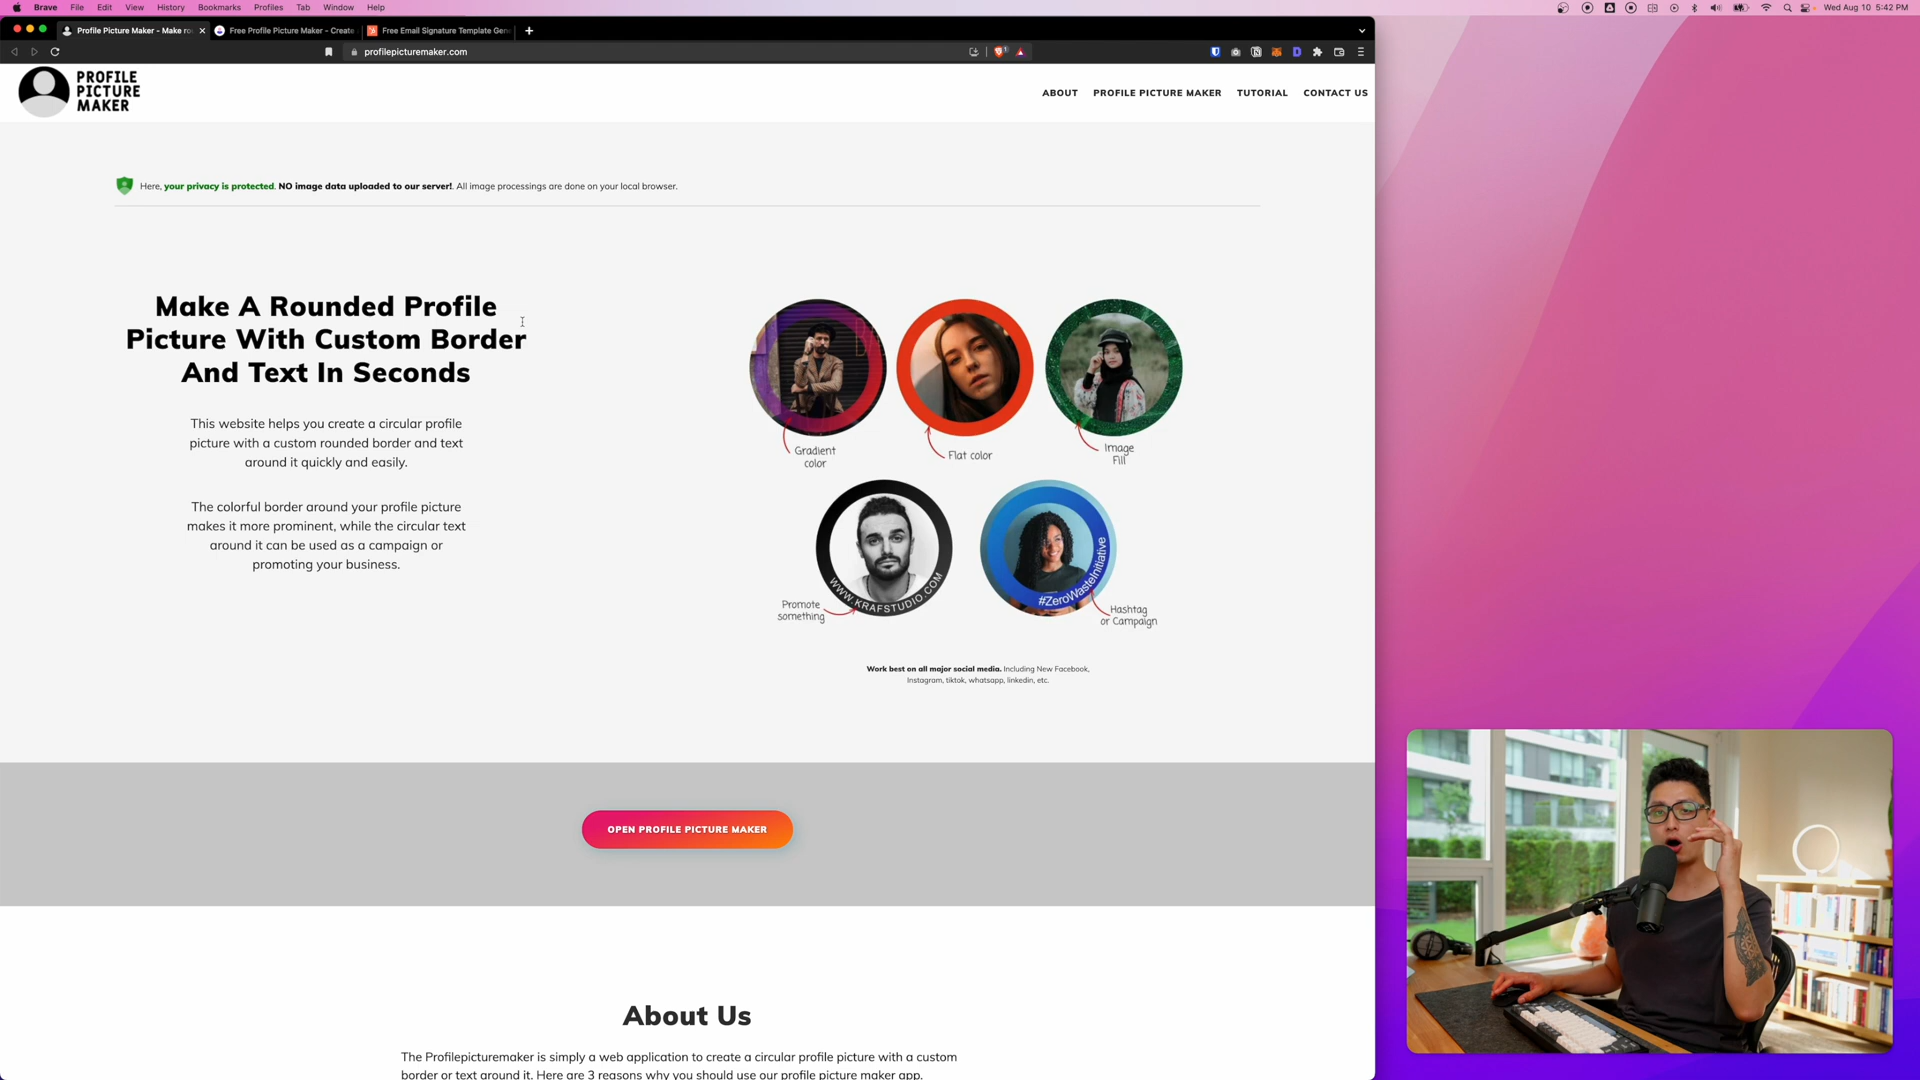 Brave File Edit View History Bookmarks Profiles Tab Window Help
Wed Aug 10 5:42 PM
Profile Picture Maker - Make ro
Free Profile Picture Maker - Create
Free Email Signature Template Gen
profilepicturemaker.com
PROFILE
PICTURE
MAKER
ABOUT PROFILE PICTURE MAKER TUTORIAL CONTACT US
Here, your privacy is protected. NO image data uploaded to our server!. All image processings are done on your local browser.
Make A Rounded Profile
Picture With Custom Border
And Text In Seconds
This website helps you create a circular profile
picture with a custom rounded border and text
around it quickly and easily.
The colorful border around your profile picture
makes it more prominent, while the circular text
around it can be used as a campaign or
promoting your business.
Gradient
color
Flat color
Image
Fill
WWW.KRAFSTUDIO.COM
#ZeroWasteInitiative
Promote
something
Hashtag
or Campaign
Work best on all major social media. Including New Facebook,
Instagram, tiktok, whatsapp, linkedin, etc.
OPEN PROFILE PICTURE MAKER
About Us
The Profilepicturemaker is simply a web application to create a circular profile picture with a custom
border or text around it. Here are 3 reasons why you should use our profile picture maker app.